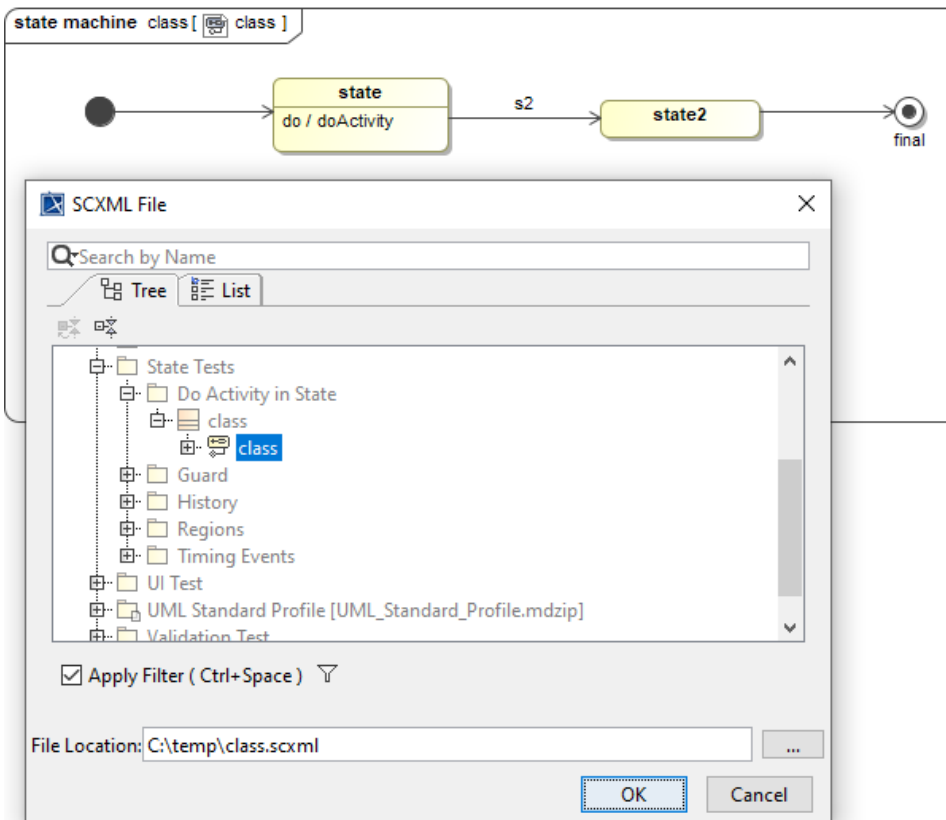 state machine class [ class ]
state
do / doActivity
s2
state2
final
SCXML File
Search by Name
Tree
List
State Tests
Do Activity in State
class
class
Guard
History
Regions
Timing Events
UI Test
UML Standard Profile [UML_Standard_Profile.mdzip]
Validation Test
Apply Filter ( Ctrl+Space )
File Location: C:\temp\class.scxml
...
OK
Cancel